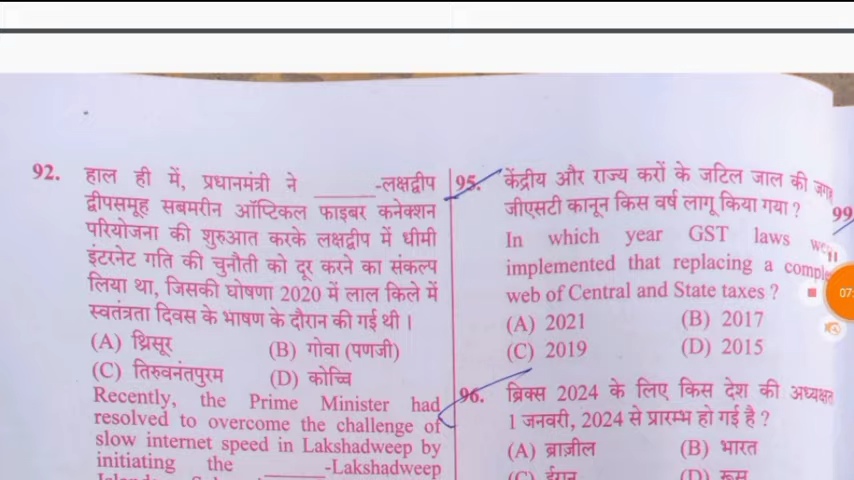 92. हाल ही में, प्रधानमंत्री ने ______-लक्षद्वीप
द्वीपसमूह सबमरीन ऑप्टिकल फाइबर कनेक्शन
परियोजना की शुरुआत करके लक्षद्वीप में धीमी
इंटरनेट गति की चुनौती को दूर करने का संकल्प
लिया था, जिसकी घोषणा 2020 में लाल किले में
स्वतंत्रता दिवस के भाषण के दौरान की गई थी ।
(A) थ्रिसूर (B) गोवा (पणजी)
(C) तिरुवनंतपुरम (D) कोच्चि
Recently, the Prime Minister had
resolved to overcome the challenge of
slow internet speed in Lakshadweep by
initiating the ______-Lakshadweep
95. केंद्रीय और राज्य करों के जटिल जाल की जगह
जीएसटी कानून किस वर्ष लागू किया गया ?
In which year GST laws
implemented that replacing a
web of Central and State taxes ?
(A) 2021 (B) 2017
(C) 2019 (D) 2015
96. ब्रिक्स 2024 के लिए किस देश की
1 जनवरी, 2024 से प्रारम्भ हो गई है ?
(A) ब्राज़ील (B) भारत
(C) ईरान (D) रूस
99
07: